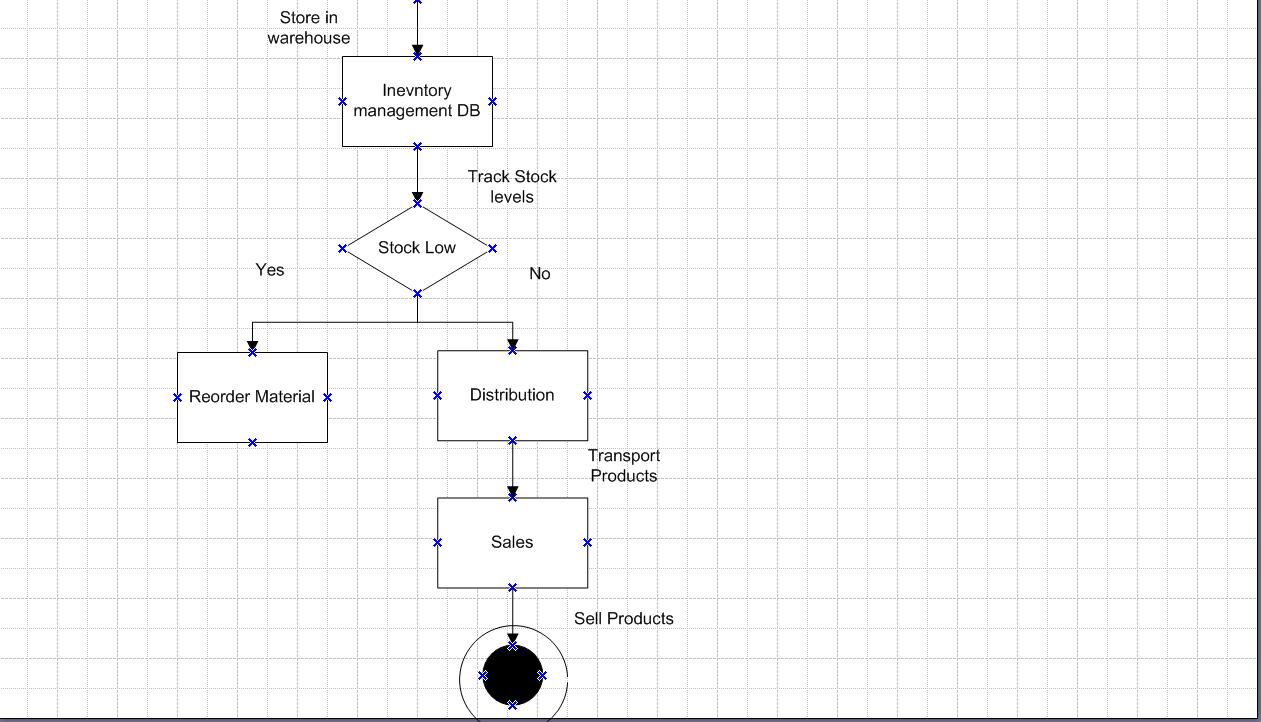 Store in
warehouse
Inevntory
management DB
Track Stock
levels
Stock Low
Yes
No
Reorder Material
Distribution
Transport
Products
Sales
Sell Products